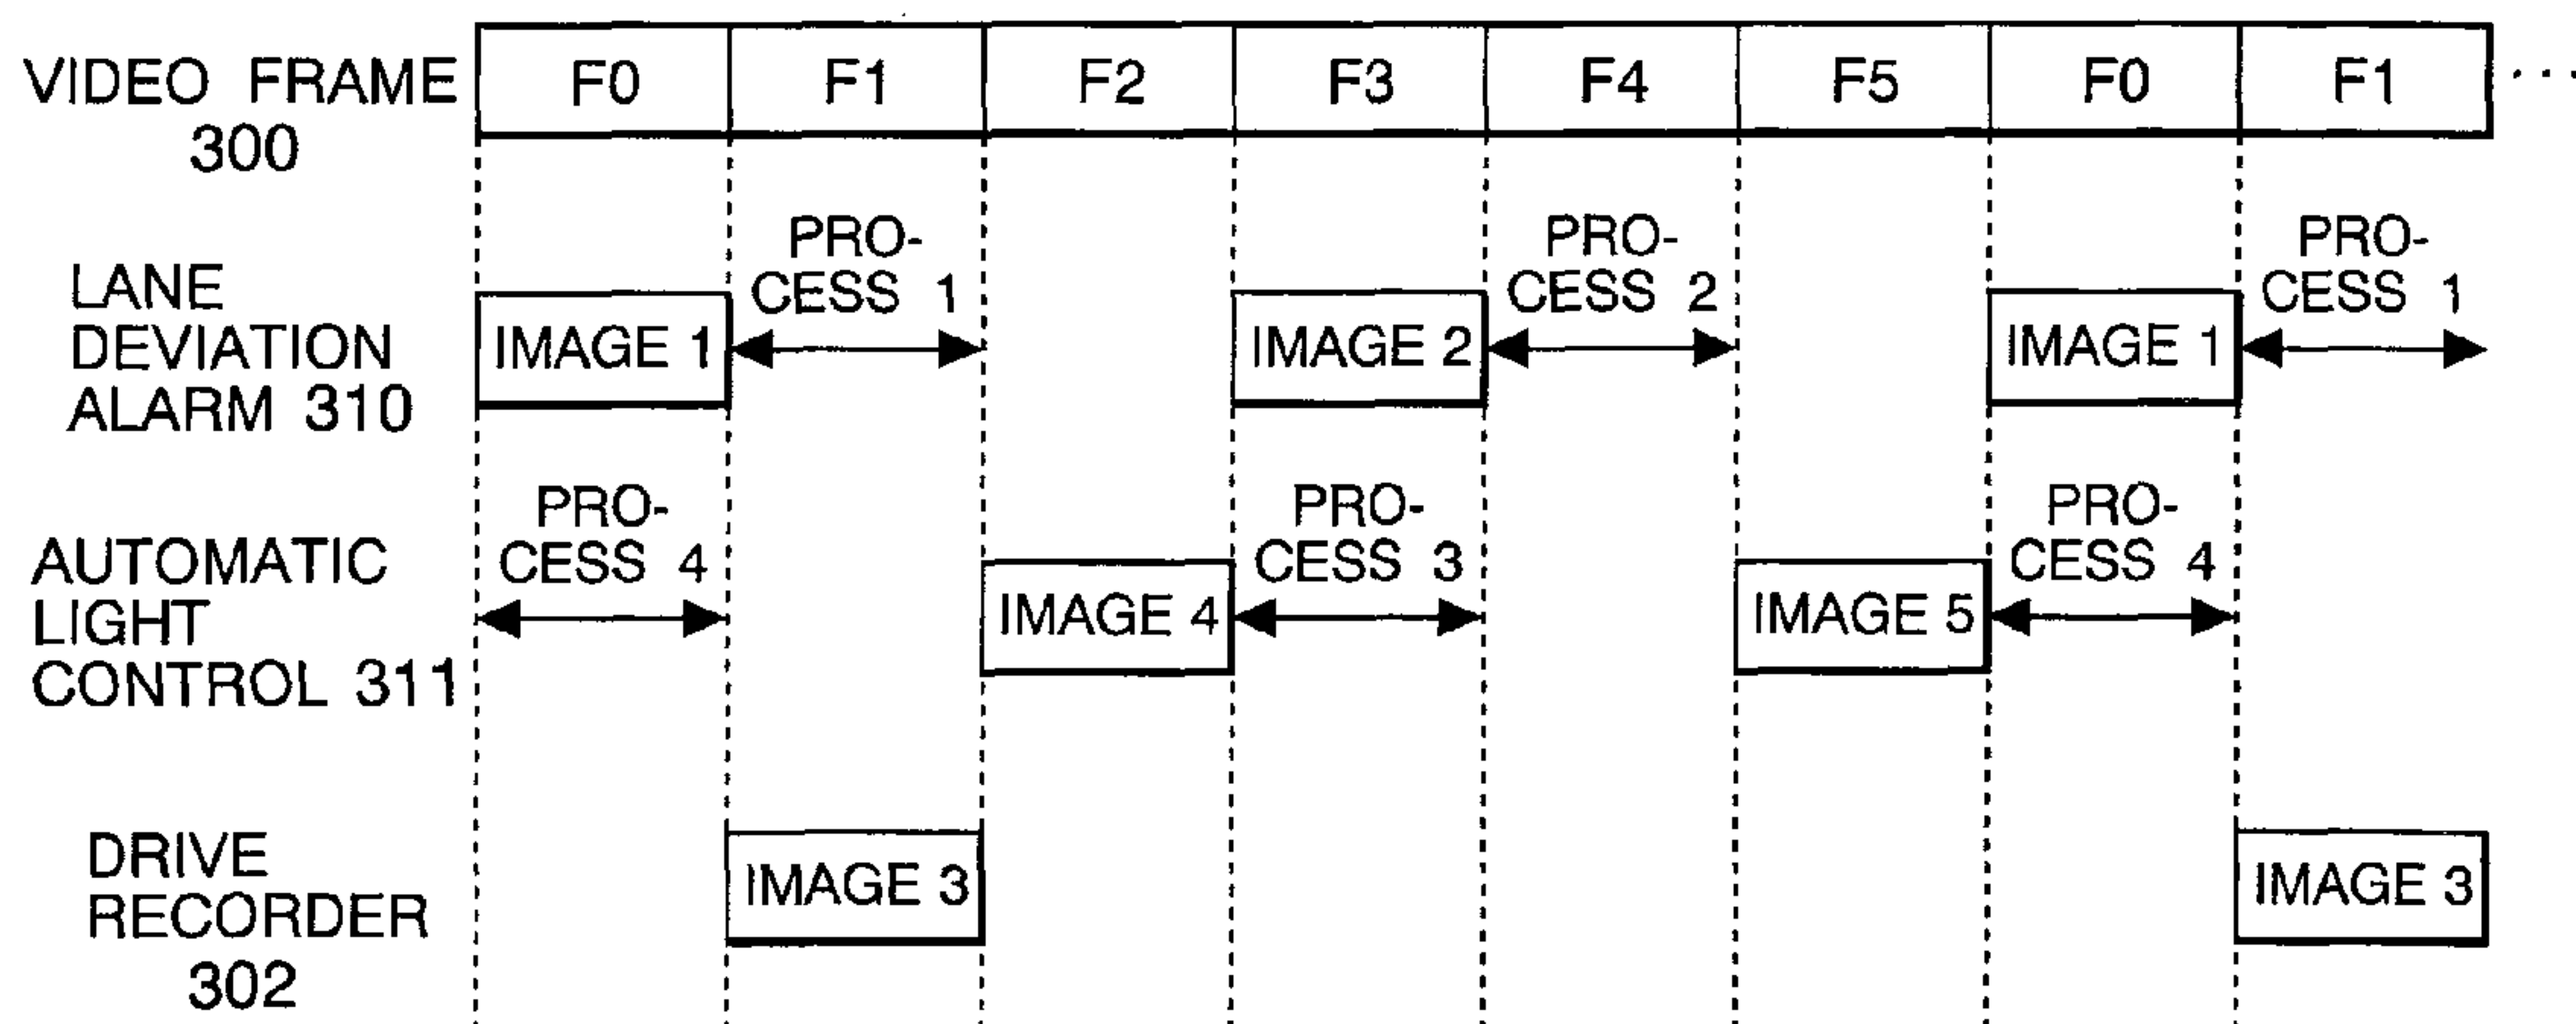 VIDEO FRAME 300
F0 F1 F2 F3 F4 F5 F0 F1 ....
LANE
DEVIATION
ALARM 310
IMAGE 1
PRO-
CESS 1
IMAGE 2
PRO-
CESS 2
IMAGE 1
PRO-
CESS 1
AUTOMATIC
LIGHT
CONTROL 311
PRO-
CESS 4
IMAGE 4
PRO-
CESS 3
IMAGE 5
PRO-
CESS 4
DRIVE
RECORDER
302
IMAGE 3
IMAGE 3